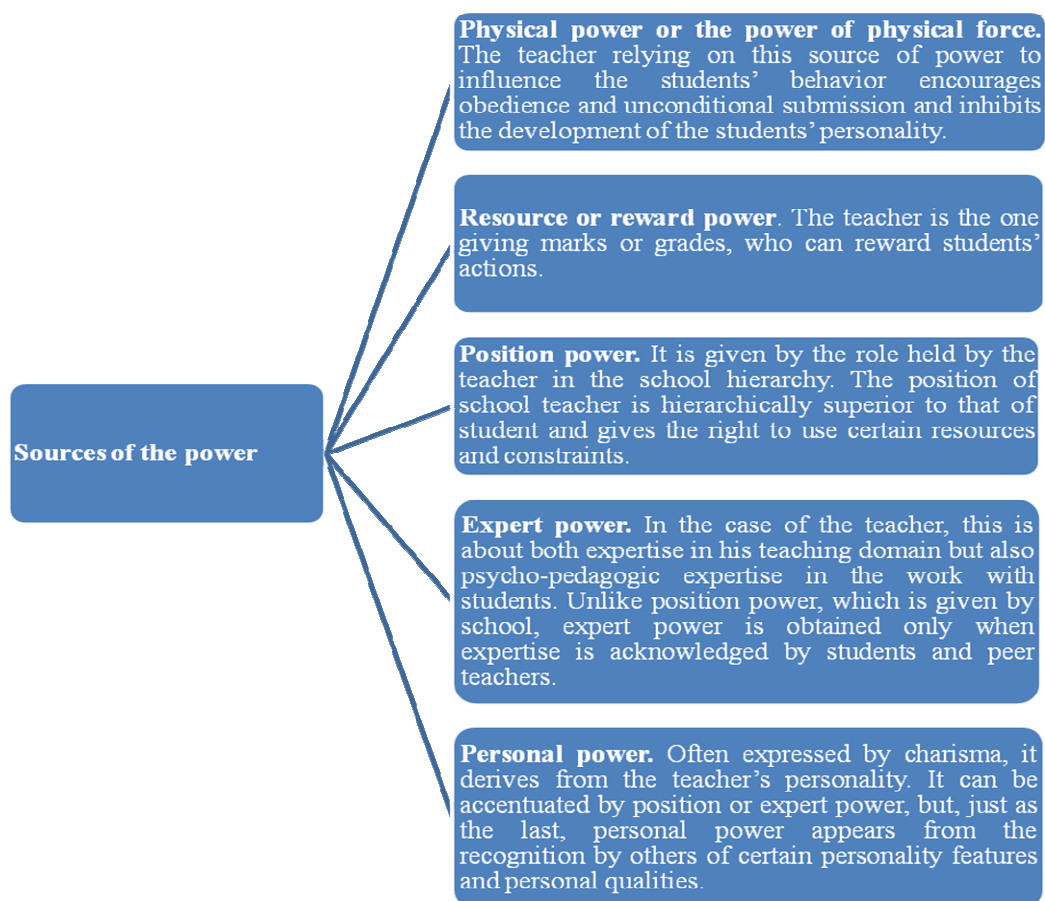 Physical power or the power of physical force.
The teacher relying on this source of power to
influence the students’ behavior encourages
obedience and unconditional submission and inhibits
the development of the students’ personality.
Resource or reward power. The teacher is the one
giving marks or grades, who can reward students’
actions.
Position power. It is given by the role held by the
teacher in the school hierarchy. The position of
school teacher is hierarchically superior to that of
student and gives the right to use certain resources
and constraints.
Sources of the power
Expert power. In the case of the teacher, this is
about both expertise in his teaching domain but also
psycho-pedagogic expertise in the work with
students. Unlike position power, which is given by
school, expert power is obtained only when
expertise is acknowledged by students and peer
teachers.
Personal power. Often expressed by charisma, it
derives from the teacher’s personality. It can be
accentuated by position or expert power, but, just as
the last, personal power appears from the
recognition by others of certain personality features
and personal qualities.